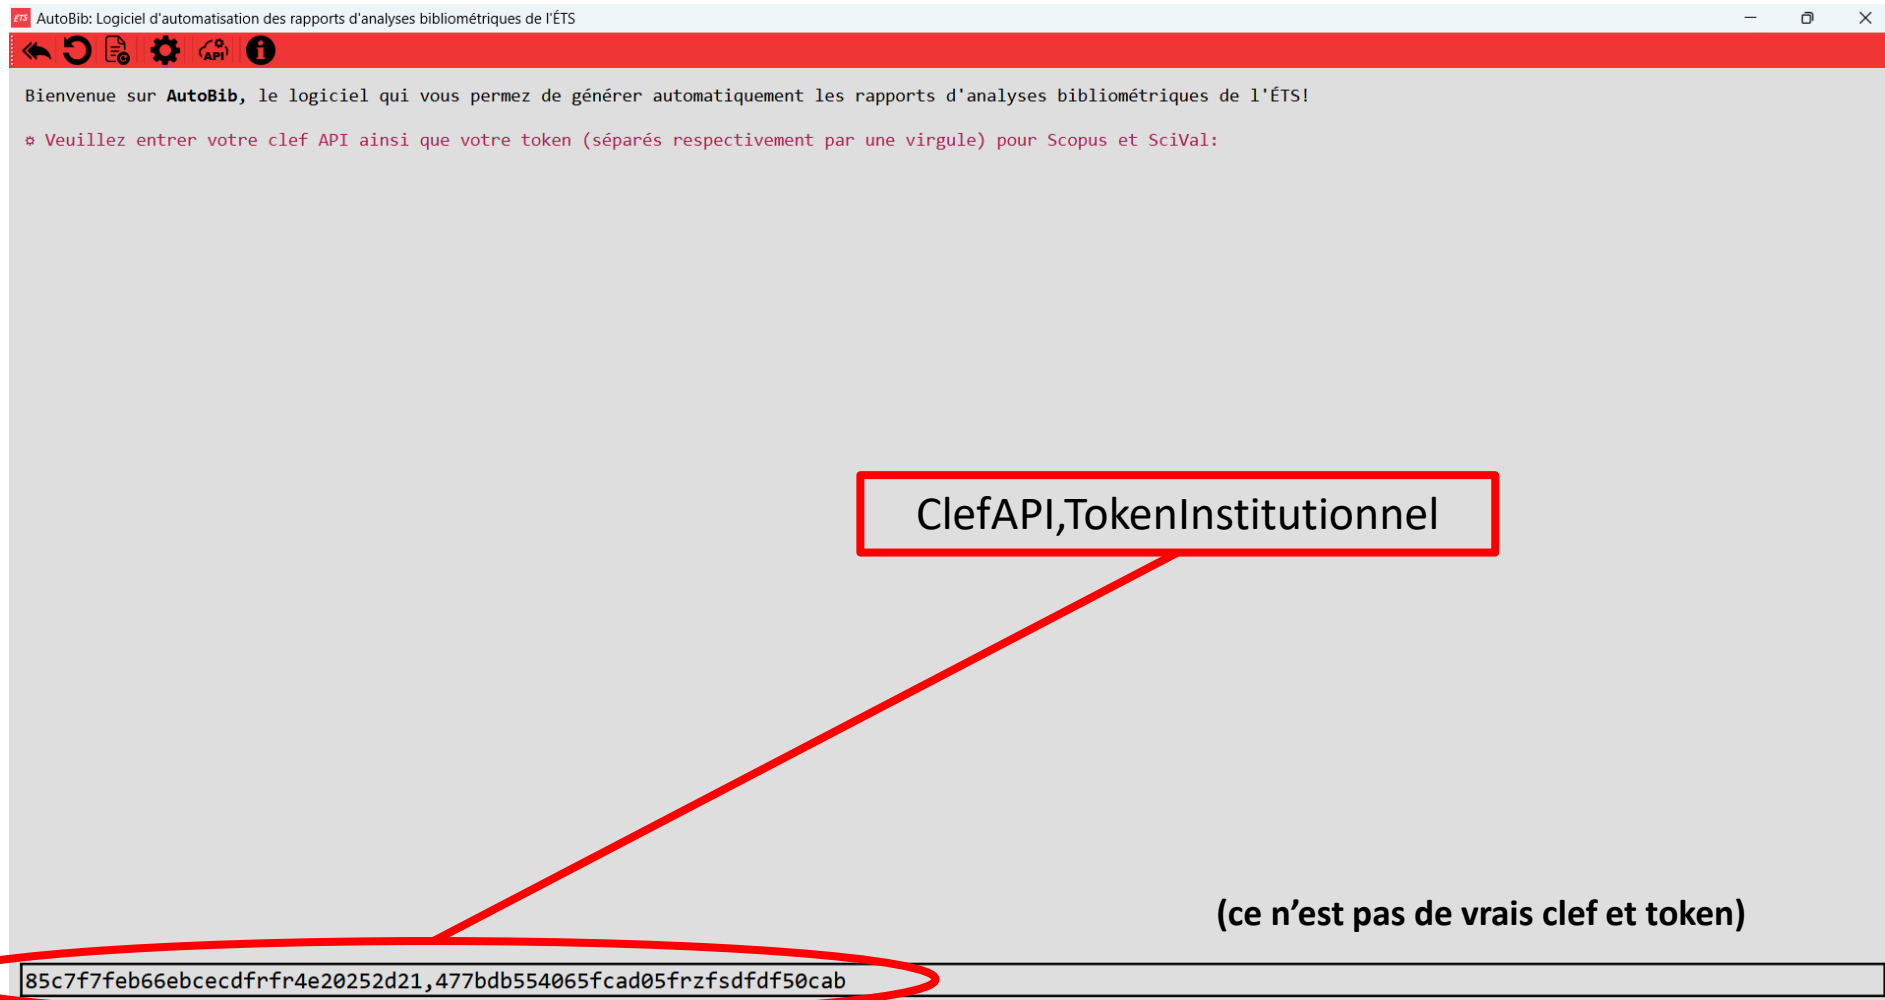 ETS AutoBib: Logiciel d'automatisation des rapports d'analyses bibliométriques de l'ÉTS
API
Bienvenue sur AutoBib, le logiciel qui vous permez de générer automatiquement les rapports d'analyses bibliométriques de l'ÉTS!
¤ Veuillez entrer votre clef API ainsi que votre token (séparés respectivement par une virgule) pour Scopus et SciVal:
ClefAPI,TokenInstitutionnel
(ce n'est pas de vrais clef et token)
85c7f7feb66ebcecdfrfr4e20252d21,477bdb554065fcad05frzfsdfdf50cab